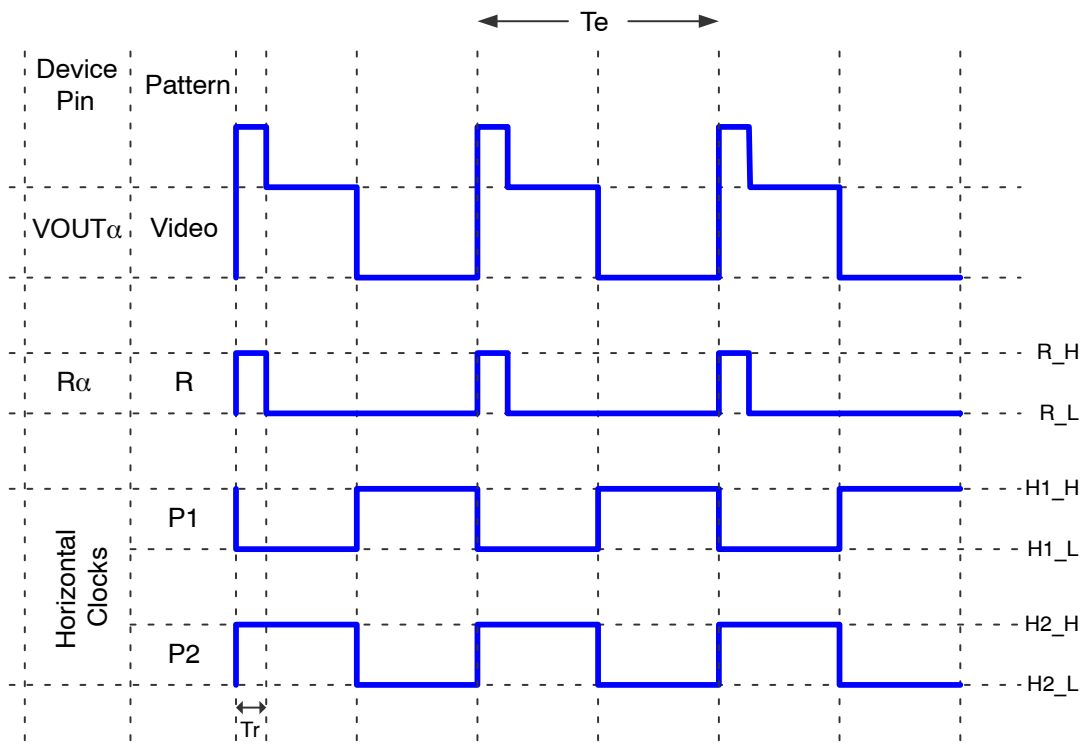 Te
Device
Pin
Pattern
VOUTα
Video
R_H
Rα
R
R_L
H1_H
P1
H1_L
Horizontal
Clocks
H2_H
P2
H2_L
Tr